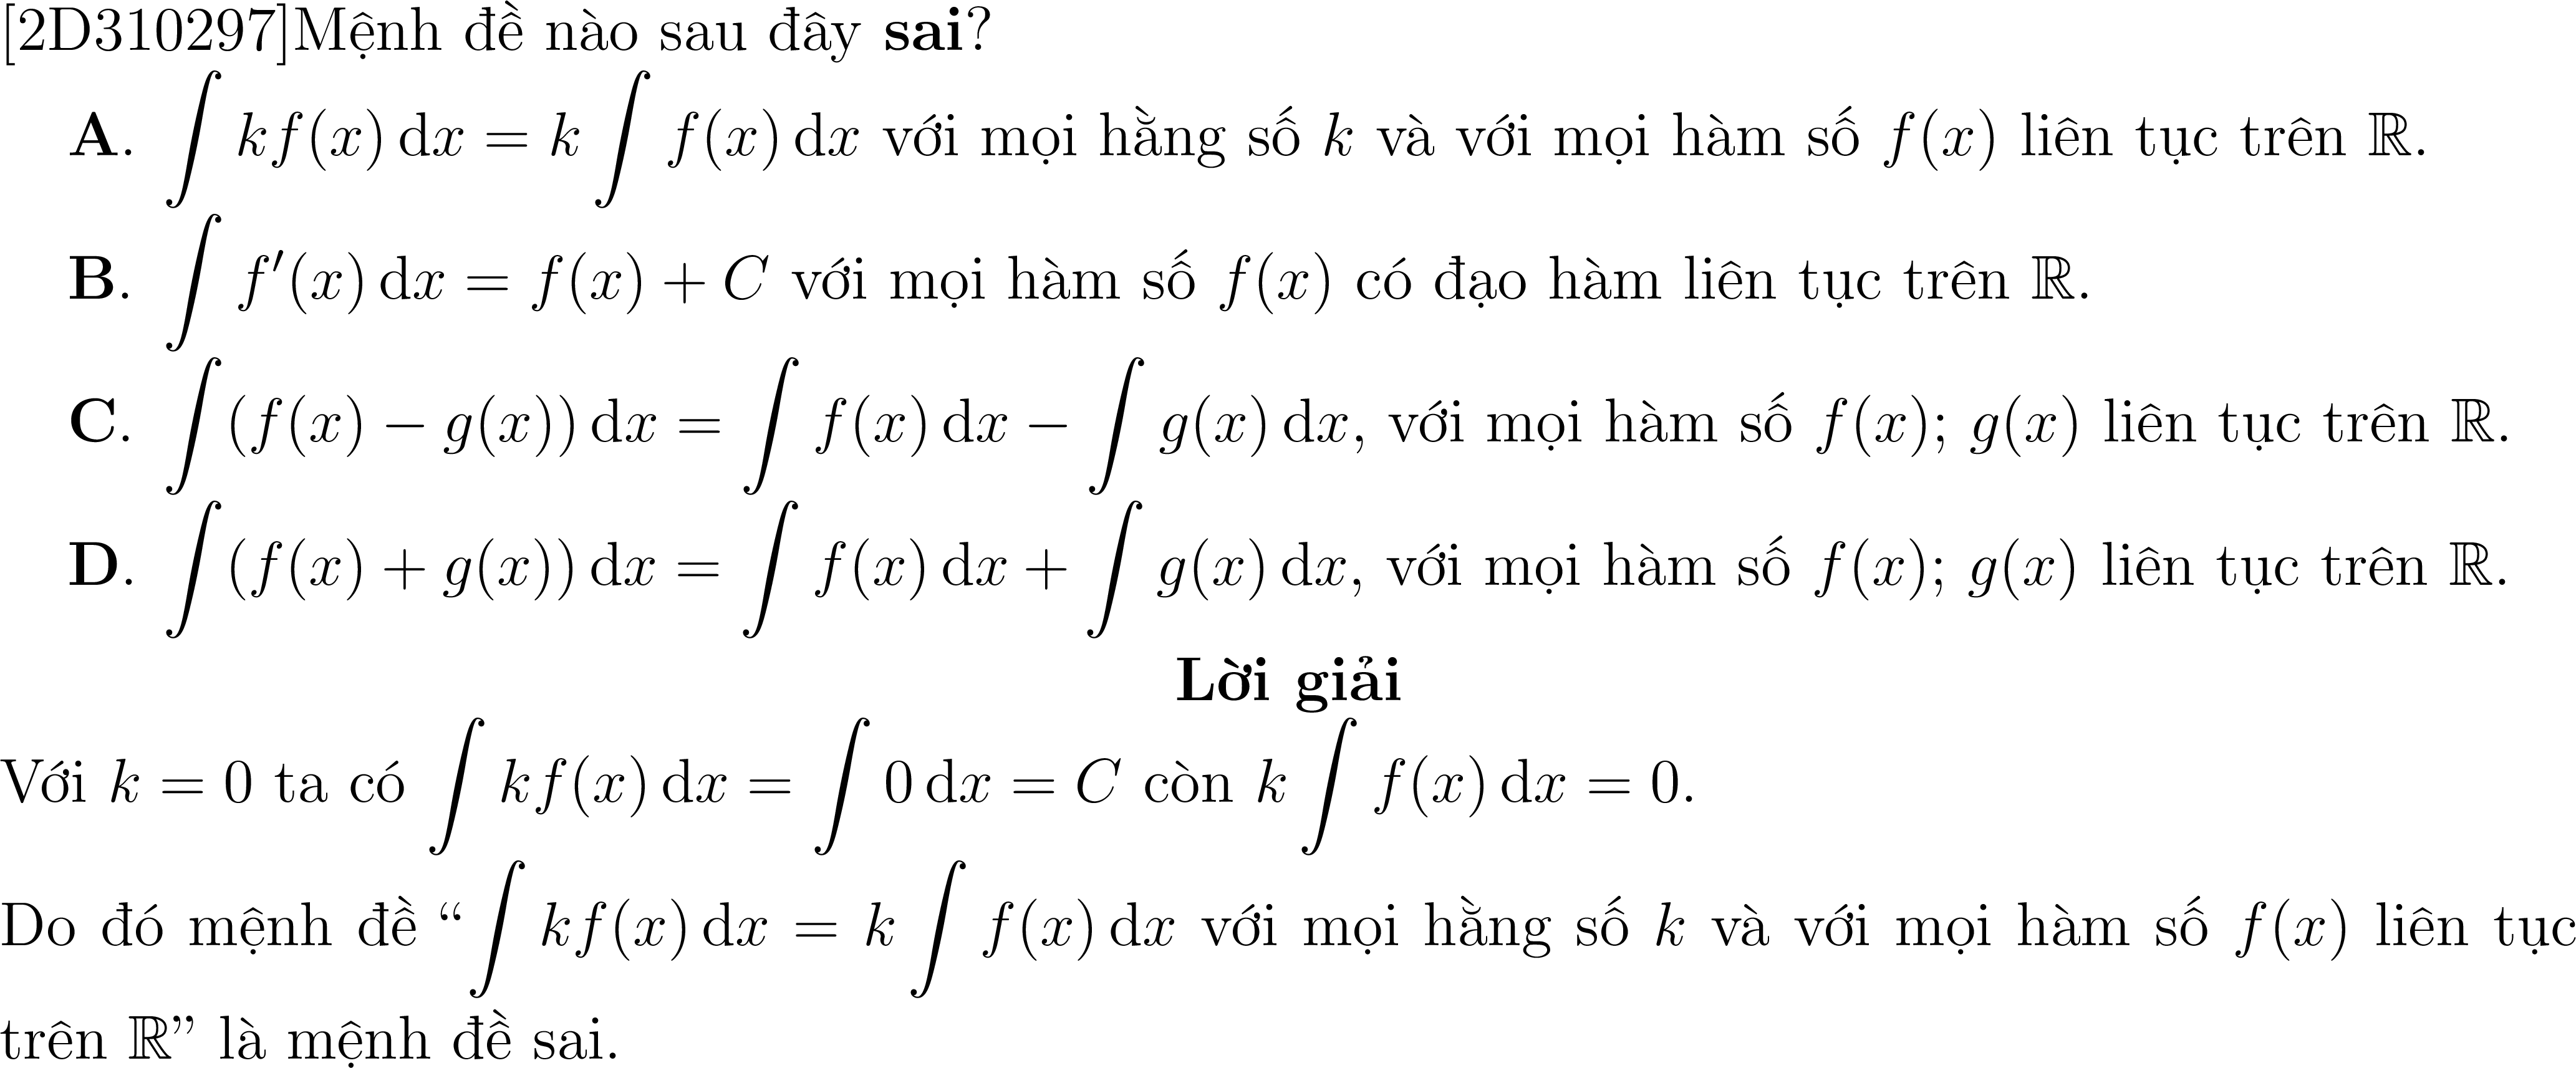 [2D310297]Mệnh đề nào sau đây sai?
A. ∫ kf(x) dx = k ∫ f(x) dx với mọi hằng số k và với mọi hàm số f(x) liên tục trên ℝ.
B. ∫ f′(x) dx = f(x) + C với mọi hàm số f(x) có đạo hàm liên tục trên ℝ.
C. ∫ (f(x) − g(x)) dx = ∫ f(x) dx − ∫ g(x) dx, với mọi hàm số f(x); g(x) liên tục trên ℝ.
D. ∫ (f(x) + g(x)) dx = ∫ f(x) dx + ∫ g(x) dx, với mọi hàm số f(x); g(x) liên tục trên ℝ.
Lời giải
Với k = 0 ta có ∫ kf(x) dx = ∫ 0 dx = C còn k ∫ f(x) dx = 0.
Do đó mệnh đề “∫ kf(x) dx = k ∫ f(x) dx với mọi hằng số k và với mọi hàm số f(x) liên tục
trên ℝ” là mệnh đề sai.